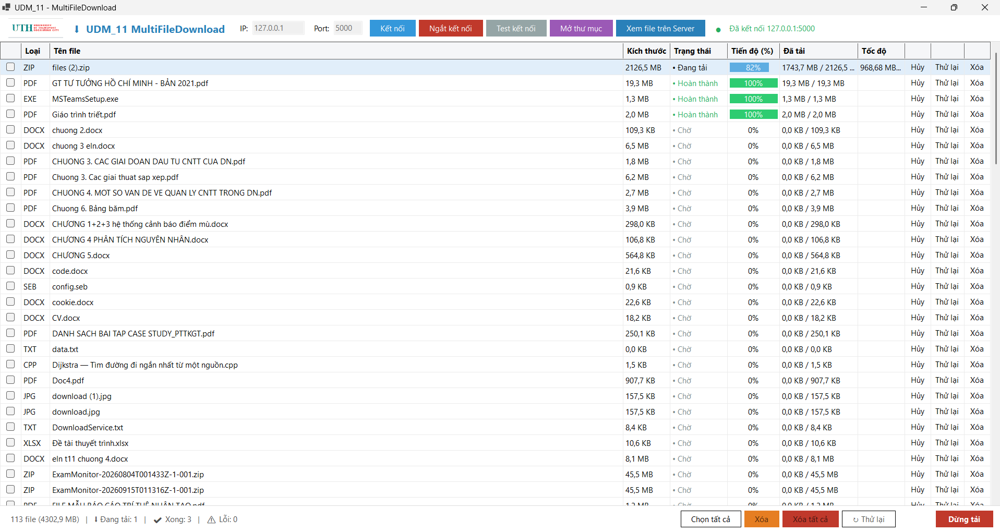 UDM_11 - MultiFileDownload
UTH UNIVERSITY OF TRANSPORT HOCHIMINH CITY ⬇ UDM_11 MultiFileDownload IP: 127.0.0.1 Port: 5000 Kết nối Ngắt kết nối Test kết nối Mở thư mục Xem file trên Server ● Đã kết nối 127.0.0.1:5000
Loại Tên file Kích thước Trạng thái Tiến độ (%) Đã tải Tốc độ
ZIP files (2).zip 2126,5 MB • Đang tải 82% 1743,7 MB / 2126,5 ... 968,68 MB... Hủy Thử lại Xóa
PDF GT TƯ TƯỞNG HỒ CHÍ MINH - BẢN 2021.pdf 19,3 MB • Hoàn thành 100% 19,3 MB / 19,3 MB Hủy Thử lại Xóa
EXE MSTeamsSetup.exe 1,3 MB • Hoàn thành 100% 1,3 MB / 1,3 MB Hủy Thử lại Xóa
PDF Giáo trình triết.pdf 2,0 MB • Hoàn thành 100% 2,0 MB / 2,0 MB Hủy Thử lại Xóa
DOCX chuong 2.docx 109,3 KB • Chờ 0% 0,0 KB / 109,3 KB Hủy Thử lại Xóa
DOCX chuong 3 eln.docx 6,5 MB • Chờ 0% 0,0 KB / 6,5 MB Hủy Thử lại Xóa
PDF CHUONG 3. CAC GIAI DOAN DAU TU CNTT CUA DN.pdf 1,8 MB • Chờ 0% 0,0 KB / 1,8 MB Hủy Thử lại Xóa
PDF Chuong 3. Cac giai thuat sap xep.pdf 6,2 MB • Chờ 0% 0,0 KB / 6,2 MB Hủy Thử lại Xóa
PDF CHUONG 4. MOT SO VAN DE VE QUAN LY CNTT TRONG DN.pdf 2,7 MB • Chờ 0% 0,0 KB / 2,7 MB Hủy Thử lại Xóa
PDF Chuong 6. Bảng băm.pdf 3,9 MB • Chờ 0% 0,0 KB / 3,9 MB Hủy Thử lại Xóa
DOCX CHƯƠNG 1+2+3 hệ thống cảnh báo điểm mù.docx 298,0 KB • Chờ 0% 0,0 KB / 298,0 KB Hủy Thử lại Xóa
DOCX CHƯƠNG 4 PHÂN TÍCH NGUYÊN NHÂN.docx 106,8 KB • Chờ 0% 0,0 KB / 106,8 KB Hủy Thử lại Xóa
DOCX CHƯƠNG 5.docx 564,8 KB • Chờ 0% 0,0 KB / 564,8 KB Hủy Thử lại Xóa
DOCX code.docx 21,6 KB • Chờ 0% 0,0 KB / 21,6 KB Hủy Thử lại Xóa
SEB config.seb 0,9 KB • Chờ 0% 0,0 KB / 0,9 KB Hủy Thử lại Xóa
DOCX cookie.docx 22,6 KB • Chờ 0% 0,0 KB / 22,6 KB Hủy Thử lại Xóa
DOCX CV.docx 18,2 KB • Chờ 0% 0,0 KB / 18,2 KB Hủy Thử lại Xóa
PDF DANH SACH BAI TAP CASE STUDY_PTTKGT.pdf 250,1 KB • Chờ 0% 0,0 KB / 250,1 KB Hủy Thử lại Xóa
TXT data.txt 0,0 KB • Chờ 0% 0,0 KB / 0,0 KB Hủy Thử lại Xóa
CPP Dijkstra — Tìm đường đi ngắn nhất từ một nguồn.cpp 1,5 KB • Chờ 0% 0,0 KB / 1,5 KB Hủy Thử lại Xóa
PDF Doc4.pdf 907,7 KB • Chờ 0% 0,0 KB / 907,7 KB Hủy Thử lại Xóa
JPG download (1).jpg 157,5 KB • Chờ 0% 0,0 KB / 157,5 KB Hủy Thử lại Xóa
JPG download.jpg 157,5 KB • Chờ 0% 0,0 KB / 157,5 KB Hủy Thử lại Xóa
TXT DownloadService.txt 8,4 KB • Chờ 0% 0,0 KB / 8,4 KB Hủy Thử lại Xóa
XLSX Đề tài thuyết trình.xlsx 10,6 KB • Chờ 0% 0,0 KB / 10,6 KB Hủy Thử lại Xóa
DOCX eln t11 chuong 4.docx 8,1 MB • Chờ 0% 0,0 KB / 8,1 MB Hủy Thử lại Xóa
ZIP ExamMonitor-20260804T001433Z-1-001.zip 45,5 MB • Chờ 0% 0,0 KB / 45,5 MB Hủy Thử lại Xóa
ZIP ExamMonitor-20260915T011316Z-1-001.zip 45,5 MB • Chờ 0% 0,0 KB / 45,5 MB Hủy Thử lại Xóa
PDF FILE MẪU BÁO CÁO TRÍ TUỆ NHÂN TẠO.pdf 1,2 MB • Chờ 0% 0,0 KB / 1,2 MB Hủy Thử lại Xóa
113 file (4302,9 MB) | ⬇ Đang tải: 1 | ✔ Xong: 3 | ⚠ Lỗi: 0 Chọn tất cả Xóa Xóa tất cả ↻ Thử lại Dừng tải